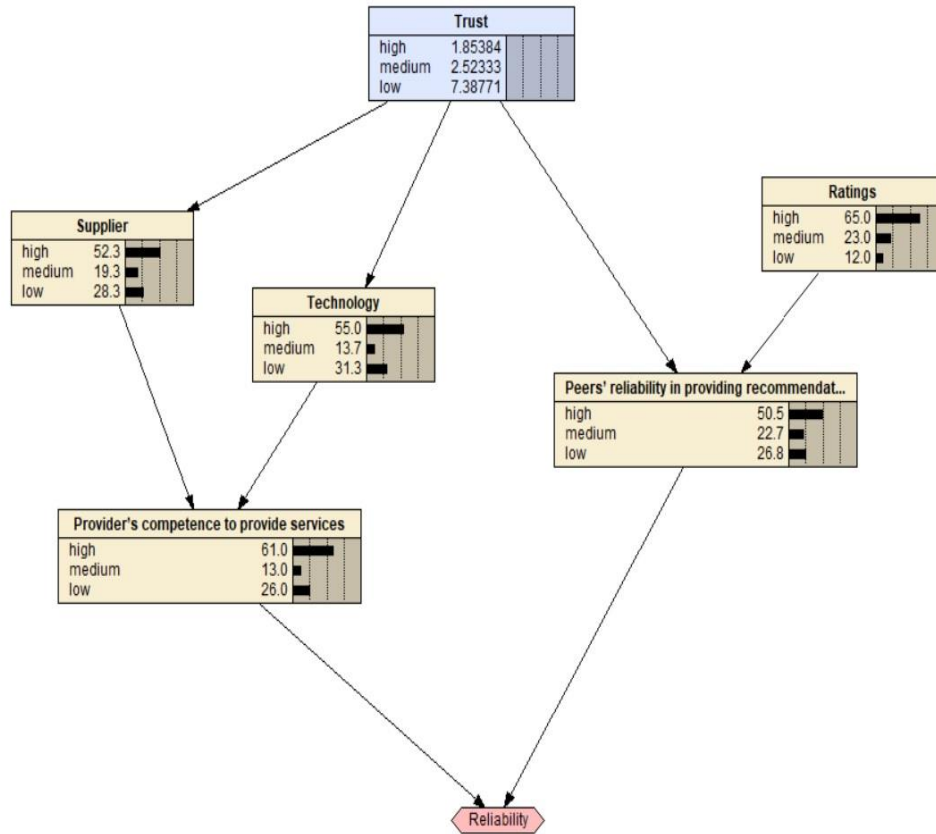 Trust
high 1.85384
medium 2.52333
low 7.38771
Ratings
high 65.0
medium 23.0
low 12.0
Supplier
high 52.3
medium 19.3
low 28.3
Technology
high 55.0
medium 13.7
low 31.3
Peers' reliability in providing recommendat...
high 50.5
medium 22.7
low 26.8
Provider's competence to provide services
high 61.0
medium 13.0
low 26.0
Reliability